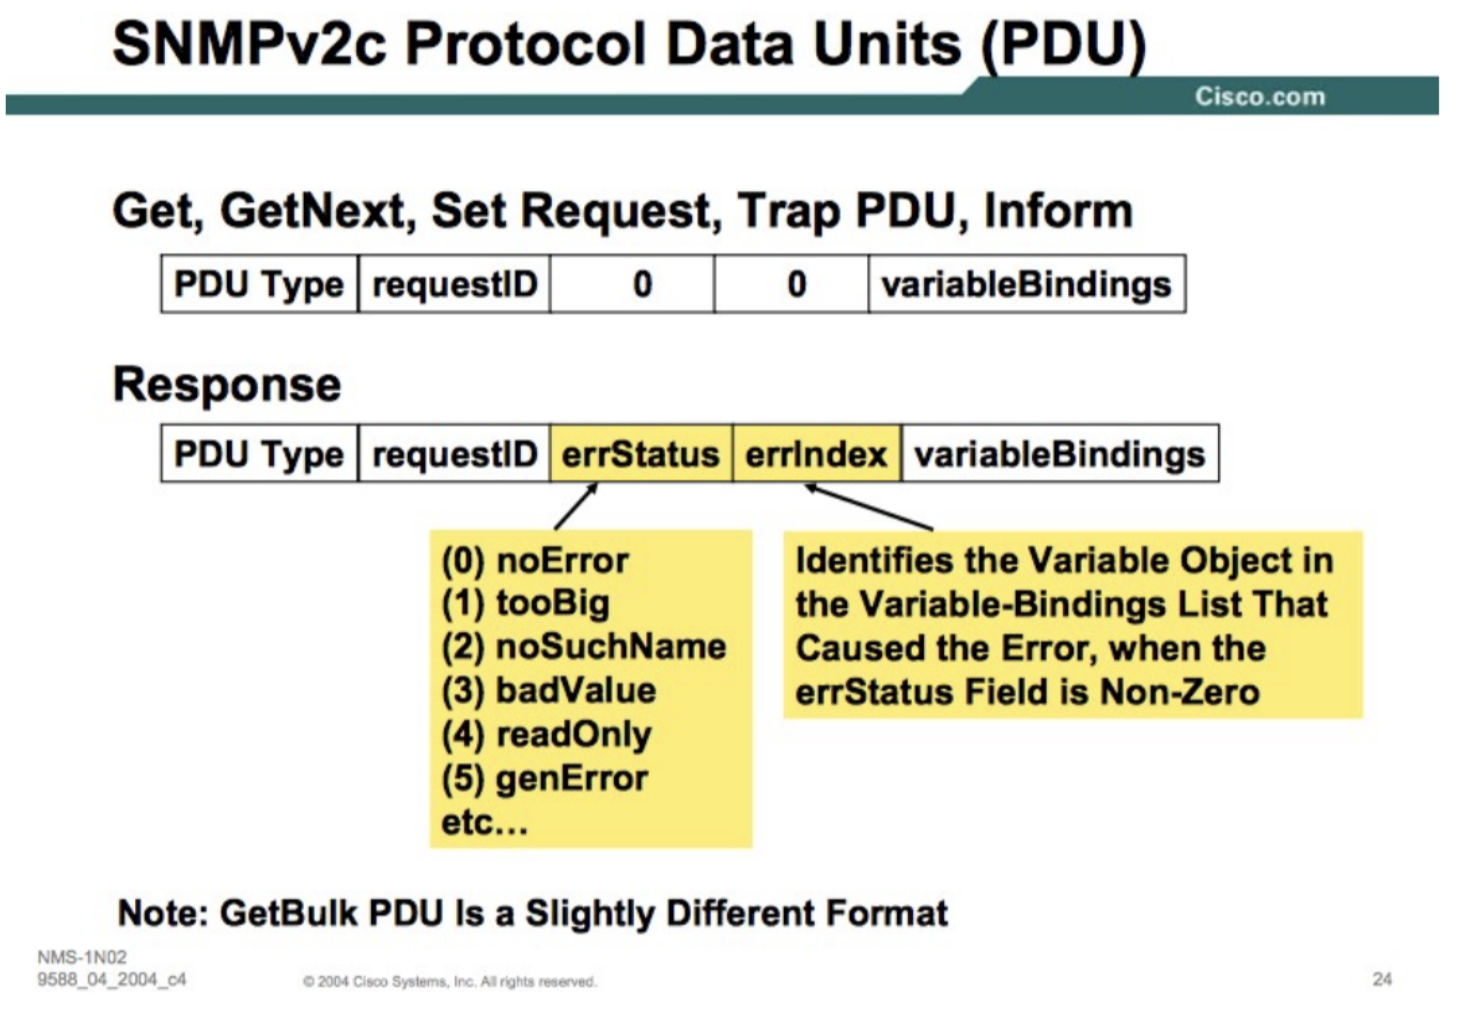 SNMPv2c Protocol Data Units (PDU)
Cisco.com
Get, GetNext, Set Request, Trap PDU, Inform
PDU Type requestID 0 0 variableBindings
Response
PDU Type requestID errStatus errIndex variableBindings
(0) noError
(1) tooBig
(2) noSuchName
(3) badValue
(4) readOnly
(5) genError
etc...
Identifies the Variable Object in
the Variable-Bindings List That
Caused the Error, when the
errStatus Field is Non-Zero
Note: GetBulk PDU Is a Slightly Different Format
NMS-1N02
9588_04_2004_c4
© 2004 Cisco Systems, Inc. All rights reserved.
24